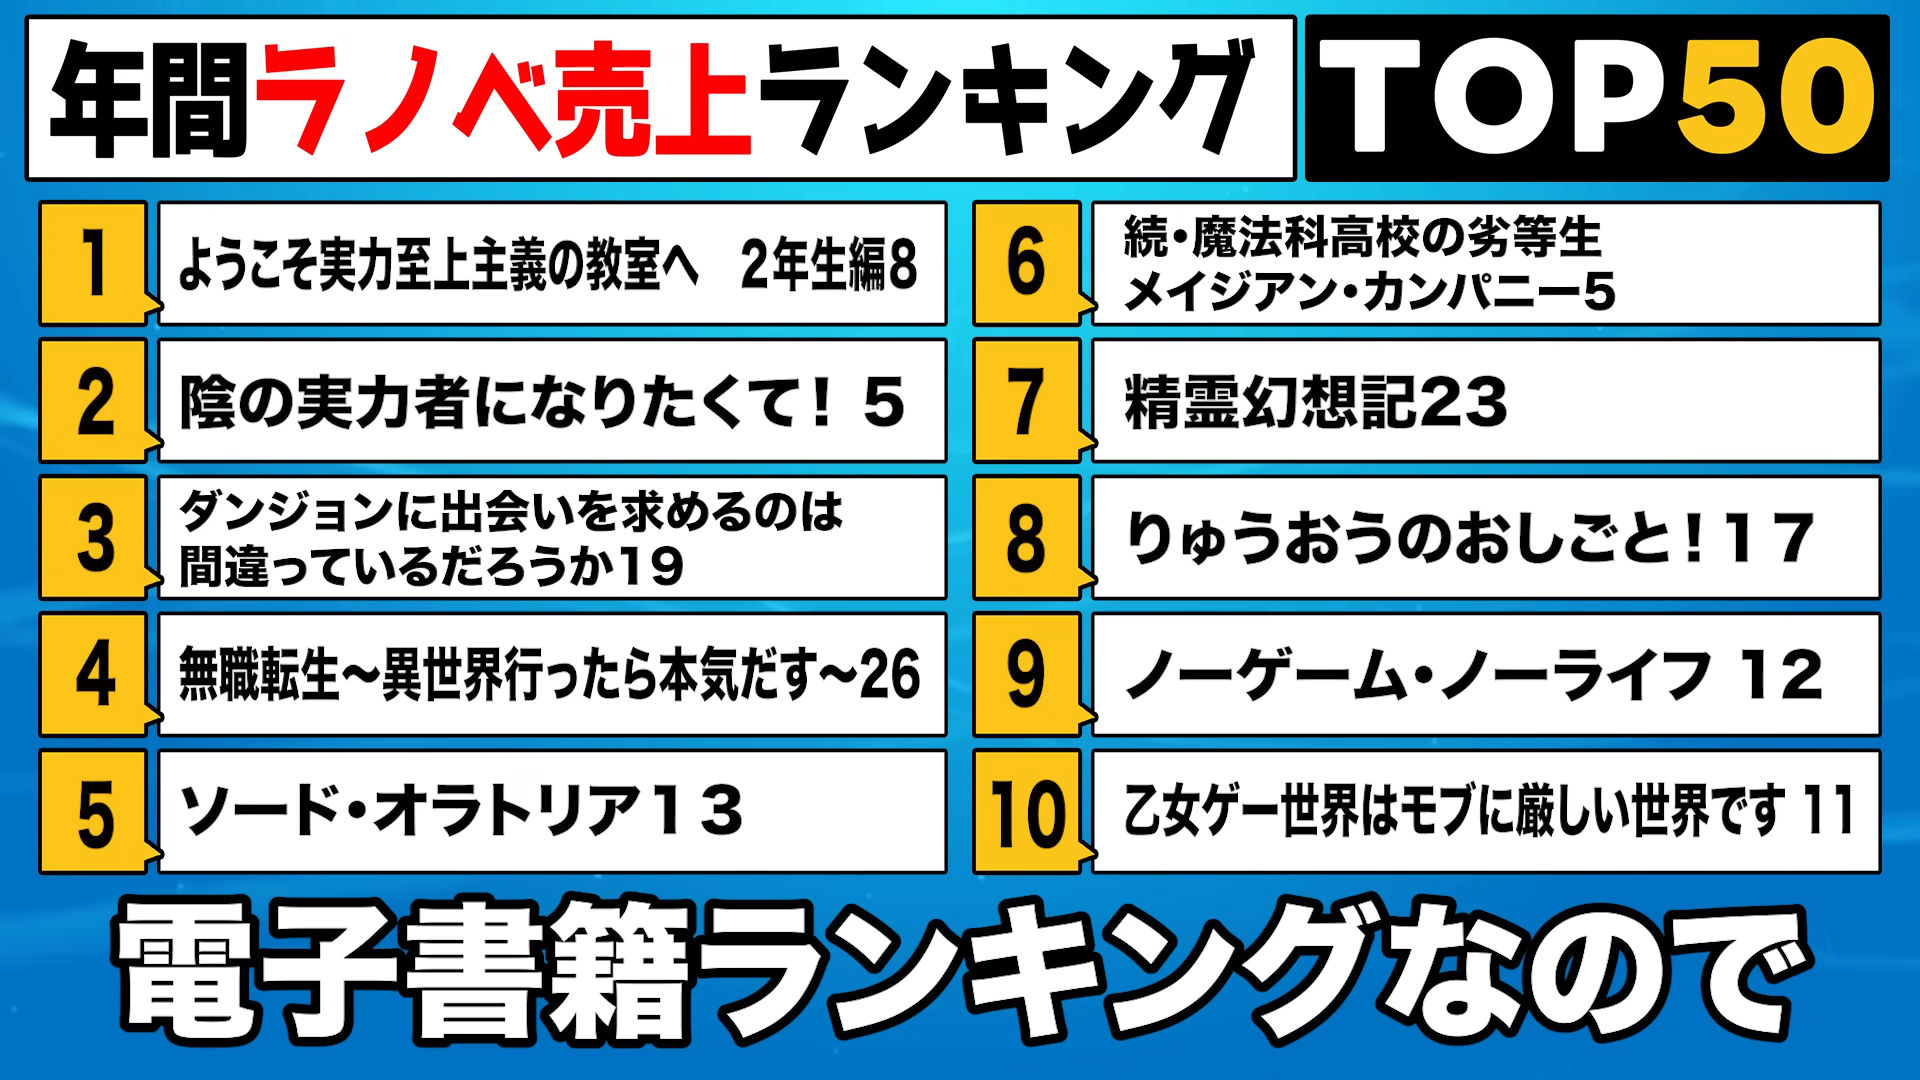 年間ラノベ売上ランキング
TOP50
1
ようこそ実力至上主義の教室へ　2年生編8
2
陰の実力者になりたくて！５
3
ダンジョンに出会いを求めるのは
間違っているだろうか19
4
無職転生～異世界行ったら本気だす～26
5
ソード・オラトリア１３
6
続・魔法科高校の劣等生
メイジアン・カンパニー5
7
精霊幻想記23
8
りゅうおうのおしごと！１７
9
ノーゲーム・ノーライフ 12
10
乙女ゲー世界はモブに厳しい世界です 11
電子書籍ランキングなので